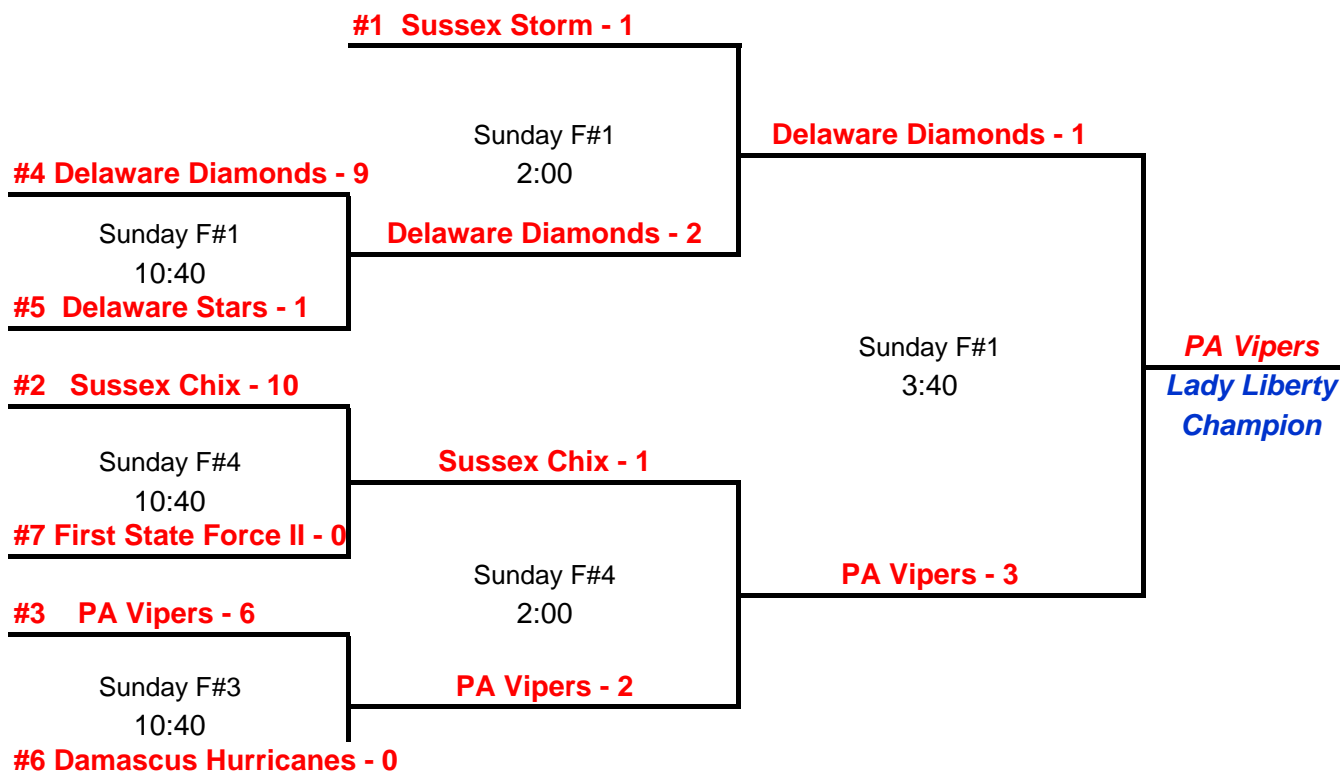 #1 Sussex Storm - 1
Sunday F#1
2:00
Delaware Diamonds - 1
#4 Delaware Diamonds - 9
Sunday F#1
10:40
Delaware Diamonds - 2
#5 Delaware Stars - 1
Sunday F#1
3:40
PA Vipers
Lady Liberty
Champion
#2 Sussex Chix - 10
Sunday F#4
10:40
Sussex Chix - 1
#7 First State Force II - 0
Sunday F#4
2:00
PA Vipers - 3
#3 PA Vipers - 6
Sunday F#3
10:40
PA Vipers - 2
#6 Damascus Hurricanes - 0